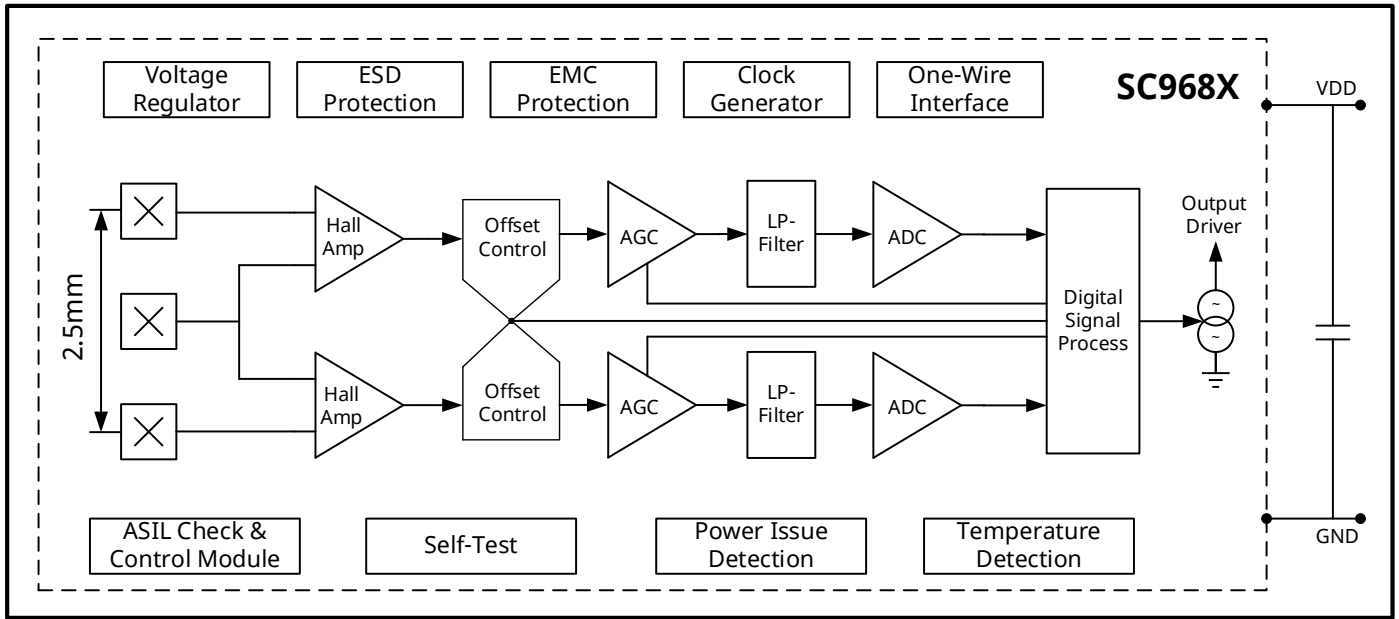 Voltage
Regulator
ESD
Protection
EMC
Protection
Clock
Generator
One-Wire
Interface
SC968X
VDD
2.5mm
Hall
Amp
Offset
Control
AGC
LP-
Filter
ADC
Output
Driver
Digital
Signal
Process
~
~
Hall
Amp
Offset
Control
AGC
LP-
Filter
ADC
ASIL Check &
Control Module
Self-Test
Power Issue
Detection
Temperature
Detection
GND